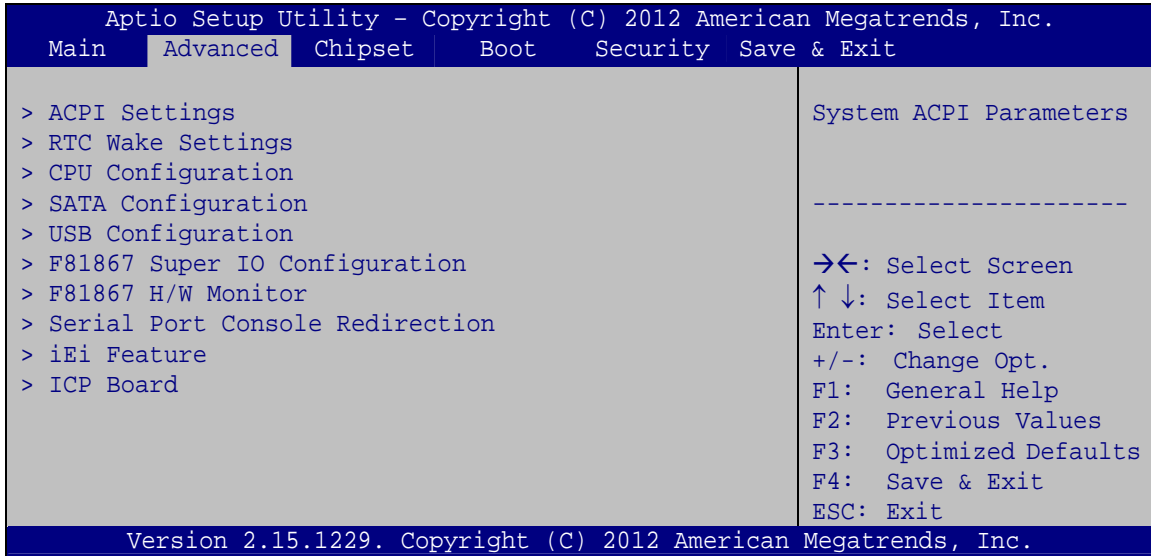 Aptio Setup Utility – Copyright (C) 2012 American Megatrends, Inc.
Main Advanced Chipset Boot Security Save & Exit
> ACPI Settings
> RTC Wake Settings
> CPU Configuration
> SATA Configuration
> USB Configuration
> F81867 Super IO Configuration
> F81867 H/W Monitor
> Serial Port Console Redirection
> iEi Feature
> ICP Board
System ACPI Parameters
----------------------
→←: Select Screen
↑ ↓: Select Item
Enter: Select
+/-: Change Opt.
F1: General Help
F2: Previous Values
F3: Optimized Defaults
F4: Save & Exit
ESC: Exit
Version 2.15.1229. Copyright (C) 2012 American Megatrends, Inc.